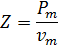 Z = P_m / v_m